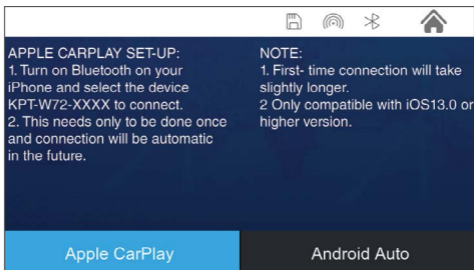 APPLE CARPLAY SET-UP:
1. Turn on Bluetooth on your
iPhone and select the device
KPT-W72-XXXX to connect.
2. This needs only to be done once
and connection will be automatic
in the future.
NOTE:
1. First- time connection will take
slightly longer.
2 Only compatible with iOS13.0 or
higher version.
Apple CarPlay
Android Auto